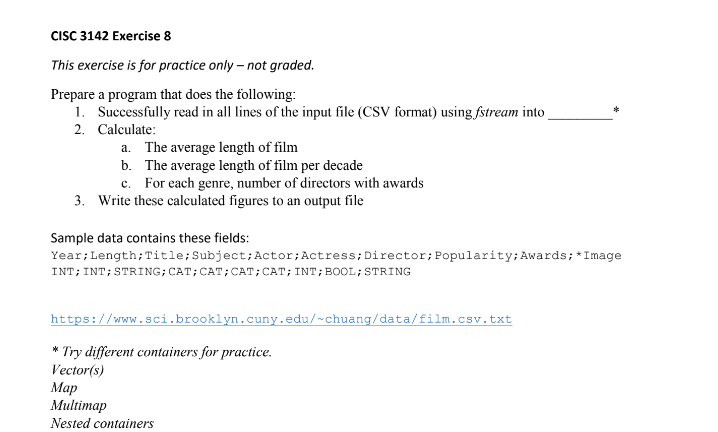 CISC 3142 Exercise 8
This exercise is for practice only – not graded.
Prepare a program that does the following:
1. Successfully read in all lines of the input file (CSV format) using fstream into _________*
2. Calculate:
a. The average length of film
b. The average length of film per decade
c. For each genre, number of directors with awards
3. Write these calculated figures to an output file
Sample data contains these fields:
Year;Length;Title;Subject;Actor;Actress;Director;Popularity;Awards;*Image
INT;INT;STRING;CAT;CAT;CAT;CAT;INT;BOOL;STRING
https://www.sci.brooklyn.cuny.edu/~chuang/data/film.csv.txt
* Try different containers for practice.
Vector(s)
Map
Multimap
Nested containers